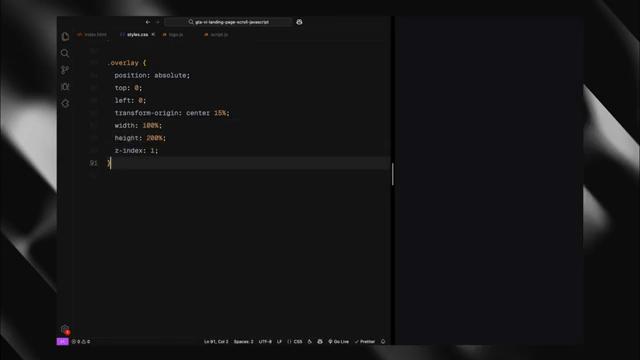 gta-vi-landing-page-scroll-javascript
index.html
styles.css
logo.js
script.js
.overlay {
position: absolute;
top: 0;
left: 0;
transform-origin: center 15%;
width: 100%;
height: 200%;
z-index: 1;
91 }
0 0
Ln 91, Col 2
Spaces: 2
UTF-8
LF
{} CSS
Go Live
Prettier